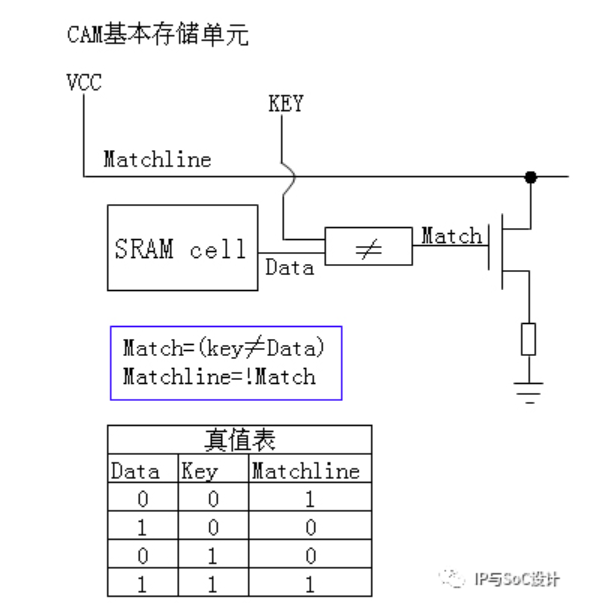 CAM基本存储单元
VCC
KEY
Matchline
SRAM cell
≠
Match
Data
Match=(key≠Data)
Matchline=!Match
真值表
Data Key Matchline
0 0 1
1 0 0
0 1 0
1 1 1
IP与SoC设计